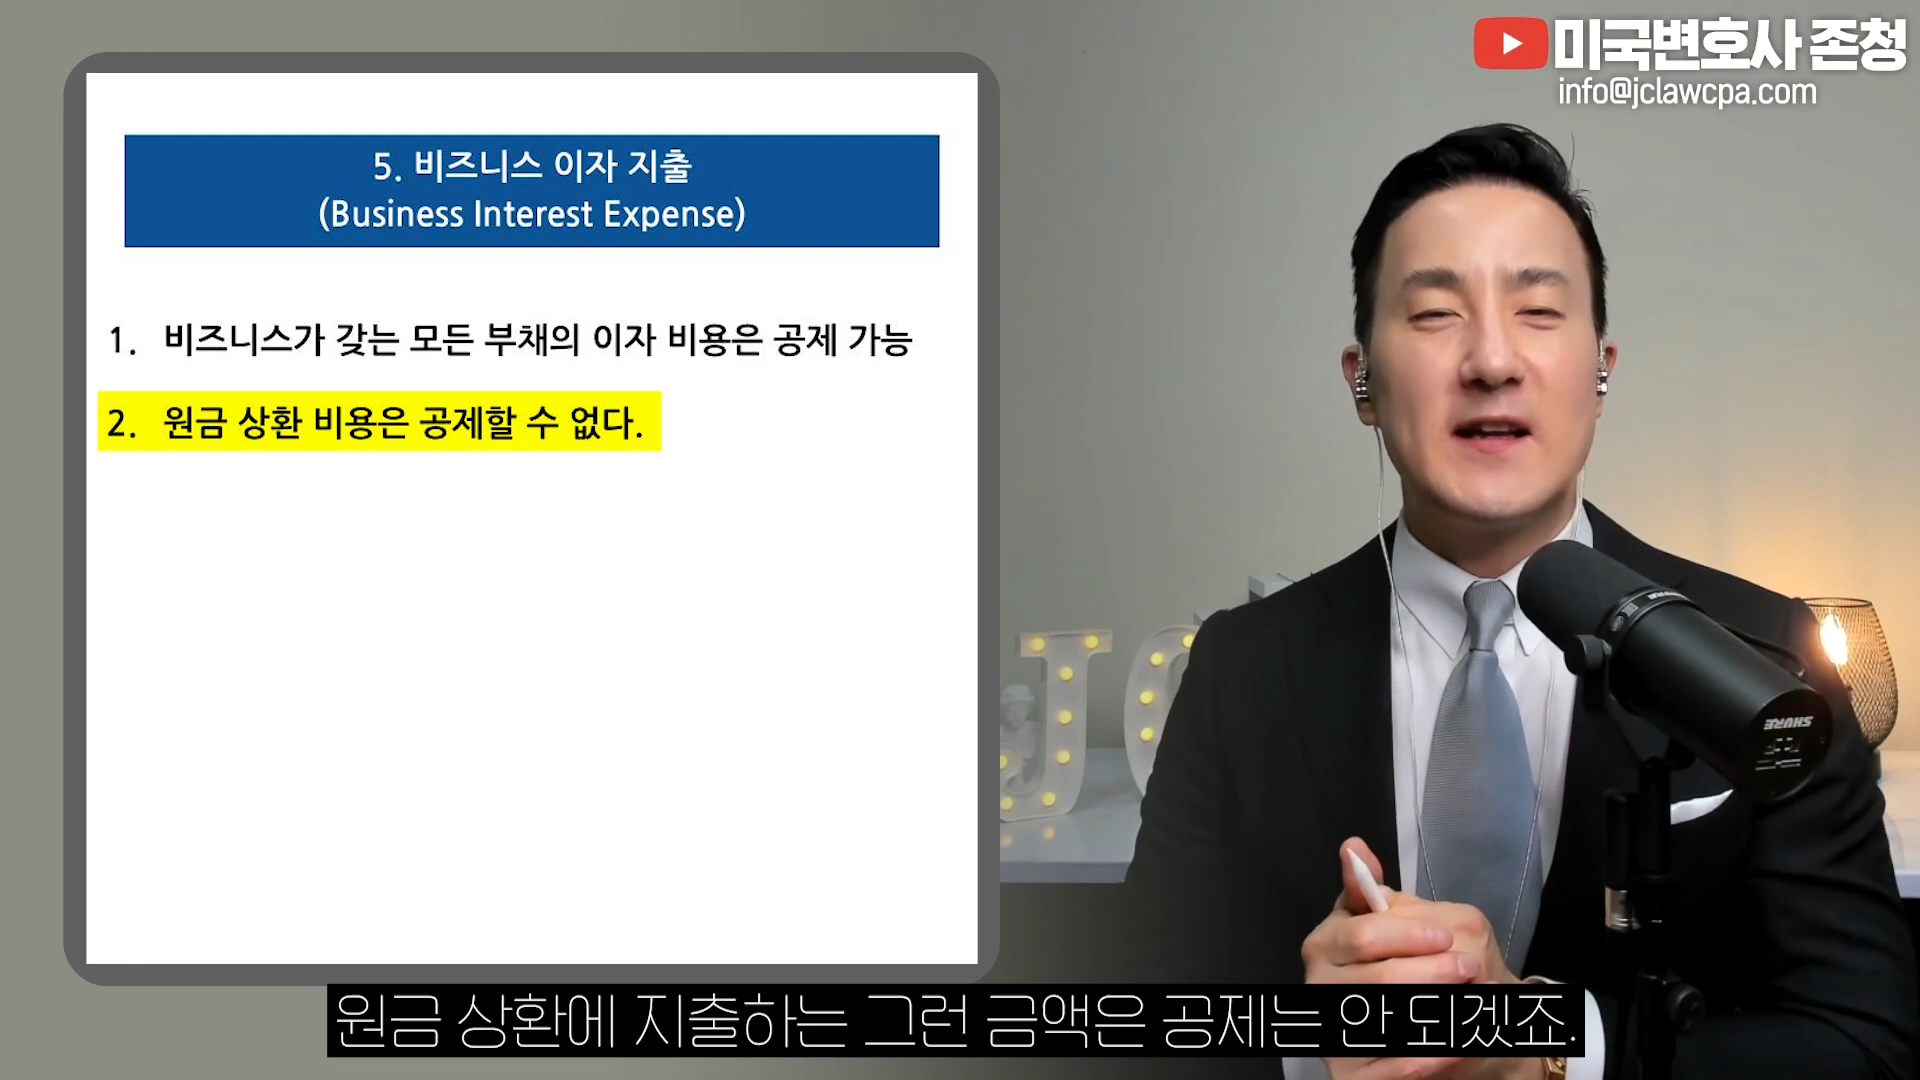 미국변호사 존청
info@jclawcpa.com
5. 비즈니스 이자 지출
(Business Interest Expense)
1. 비즈니스가 갖는 모든 부채의 이자 비용은 공제 가능
2. 원금 상환 비용은 공제할 수 없다.
JC
SHURE
원금 상환에 지출하는 그런 금액은 공제는 안 되겠죠.